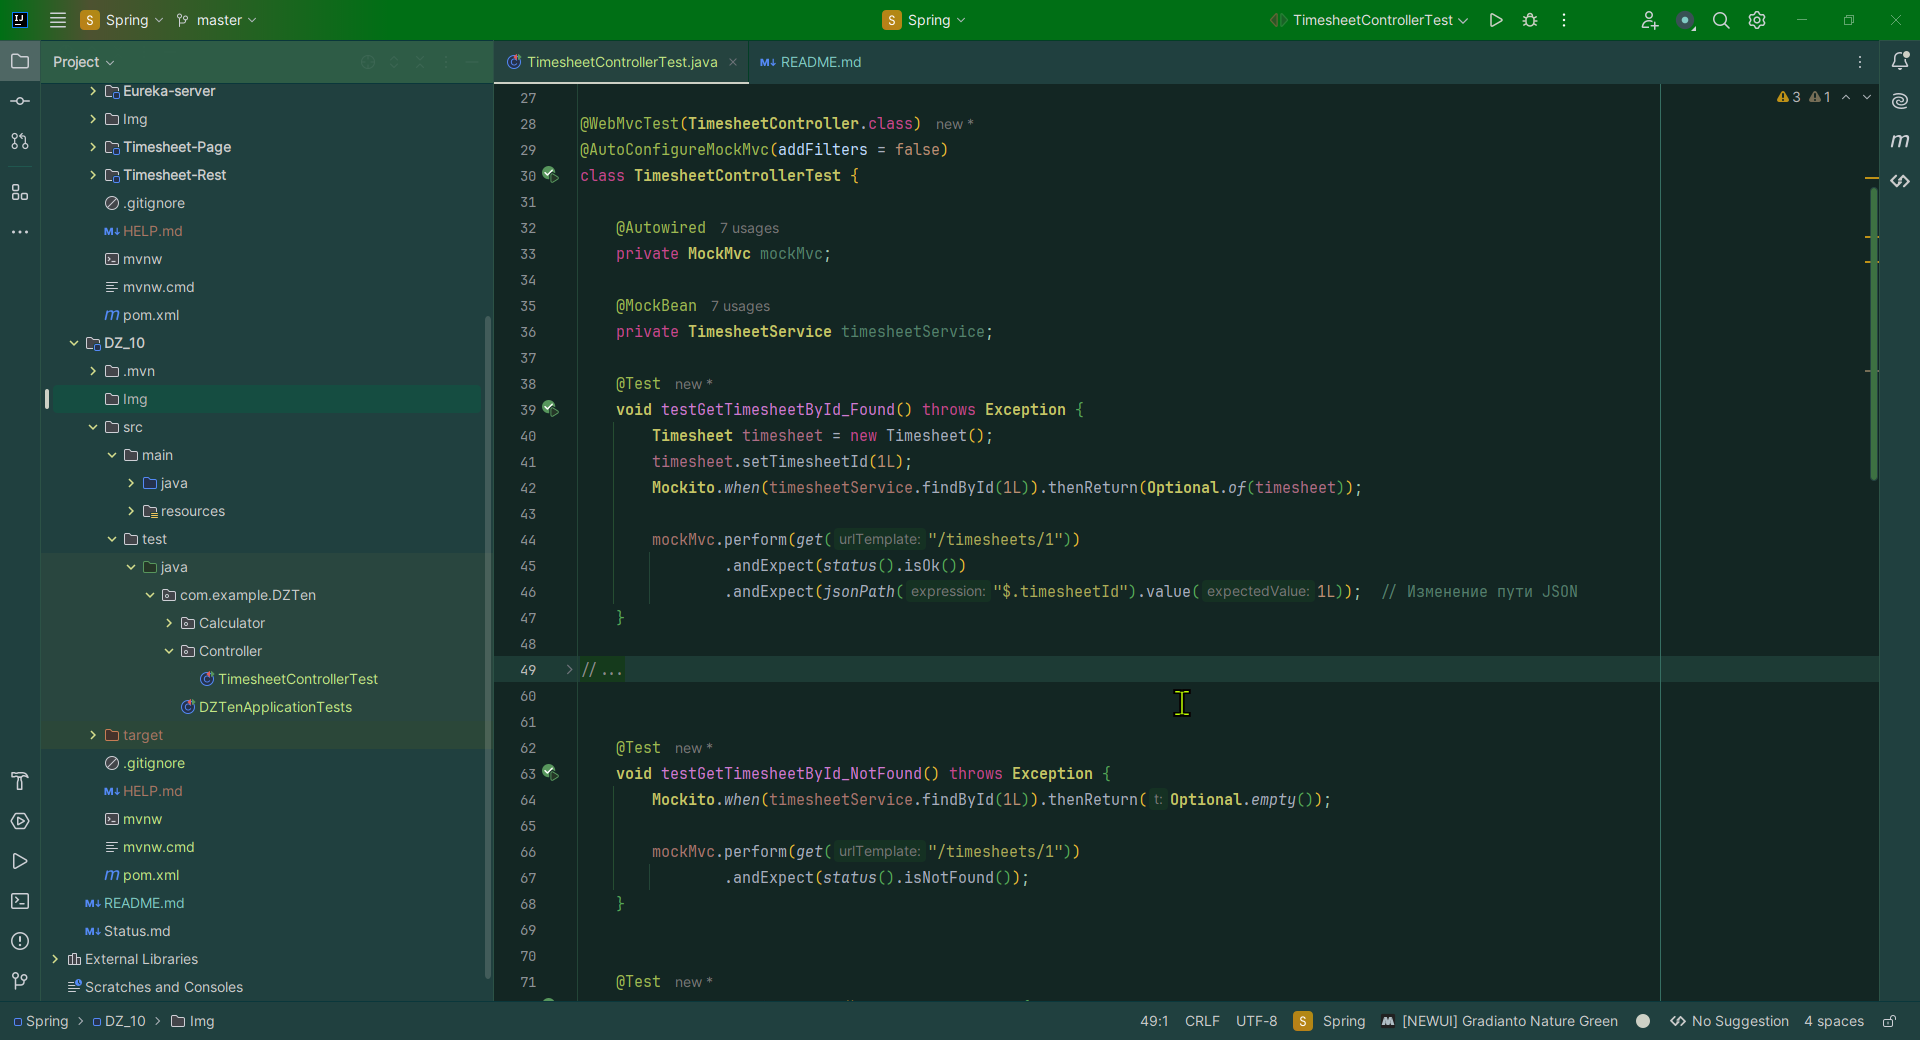 Spring master Spring TimesheetControllerTest
Project TimesheetControllerTest.java README.md
Eureka-server
Img
Timesheet-Page
Timesheet-Rest
.gitignore
HELP.md
mvnw
mvnw.cmd
pom.xml
DZ_10
.mvn
Img
src
main
java
resources
test
java
com.example.DZTen
Calculator
Controller
TimesheetControllerTest
DZTenApplicationTests
target
.gitignore
HELP.md
mvnw
mvnw.cmd
pom.xml
README.md
Status.md
External Libraries
Scratches and Consoles
3 1
27
28 @WebMvcTest(TimesheetController.class) new *
29 @AutoConfigureMockMvc(addFilters = false)
30 class TimesheetControllerTest {
31
32 @Autowired 7 usages
33 private MockMvc mockMvc;
34
35 @MockBean 7 usages
36 private TimesheetService timesheetService;
37
38 @Test new *
39 void testGetTimesheetById_Found() throws Exception {
40 Timesheet timesheet = new Timesheet();
41 timesheet.setTimesheetId(1L);
42 Mockito.when(timesheetService.findById(1L)).thenReturn(Optional.of(timesheet));
43
44 mockMvc.perform(get( urlTemplate: "/timesheets/1"))
45 .andExpect(status().isOk())
46 .andExpect(jsonPath( expression: "$.timesheetId").value( expectedValue: 1L)); // Изменение пути JSON
47 }
48
49 //...
60
61
62 @Test new *
63 void testGetTimesheetById_NotFound() throws Exception {
64 Mockito.when(timesheetService.findById(1L)).thenReturn( t: Optional.empty());
65
66 mockMvc.perform(get( urlTemplate: "/timesheets/1"))
67 .andExpect(status().isNotFound());
68 }
69
70
71 @Test new *
Spring > DZ_10 > Img 49:1 CRLF UTF-8 S Spring [NEWUI] Gradianto Nature Green No Suggestion 4 spaces